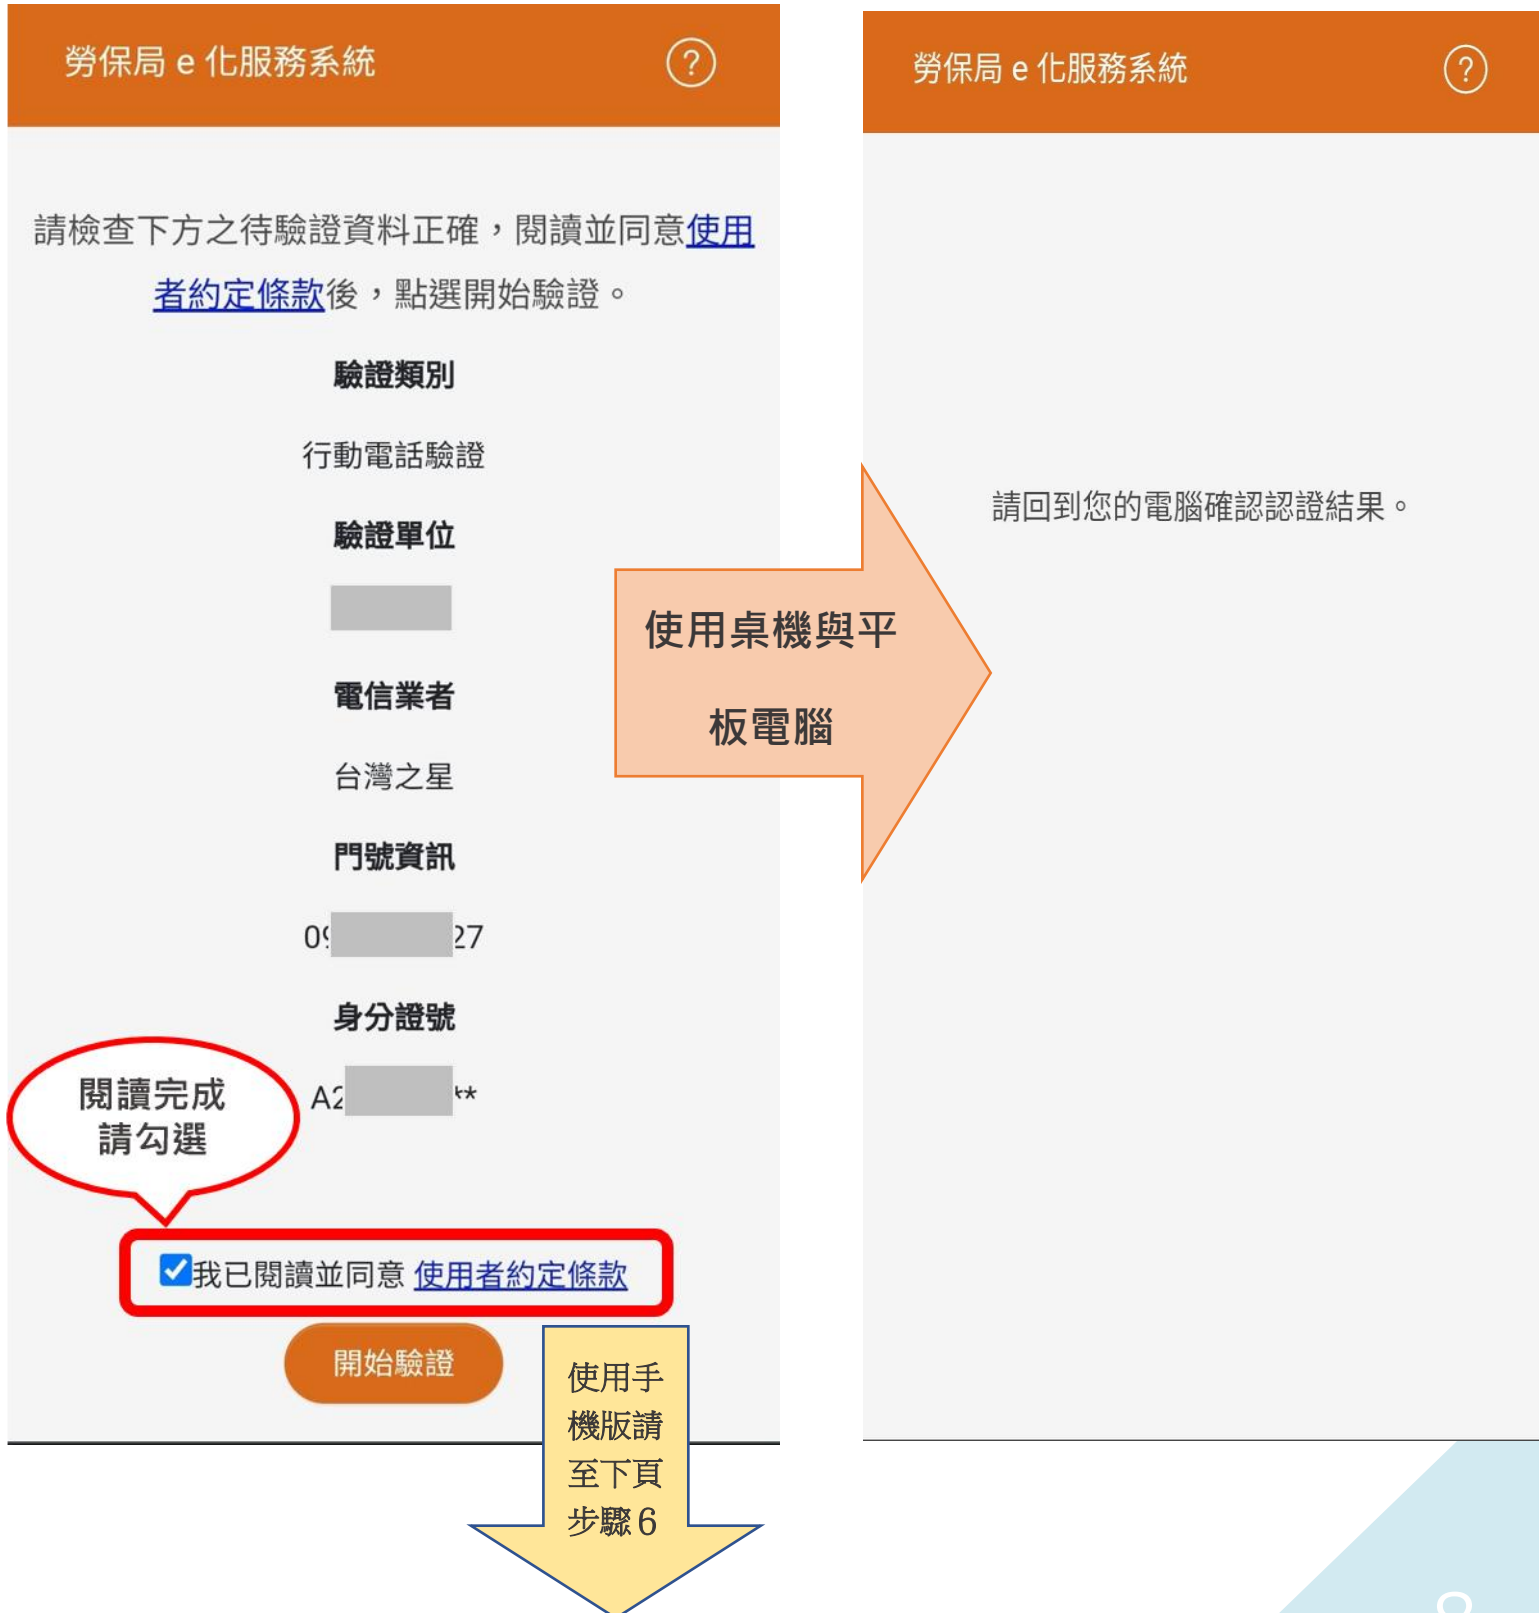 勞保局 e 化服務系統
?
請檢查下方之待驗證資料正確，閱讀並同意使用
者約定條款後，點選開始驗證。
驗證類別
行動電話驗證
驗證單位
電信業者
台灣之星
門號資訊
09 27
身分證號
A2 **
閱讀完成
請勾選
我已閱讀並同意 使用者約定條款
開始驗證
使用手
機版請
至下頁
步驟 6
使用桌機與平
板電腦
勞保局 e 化服務系統
?
請回到您的電腦確認認證結果。